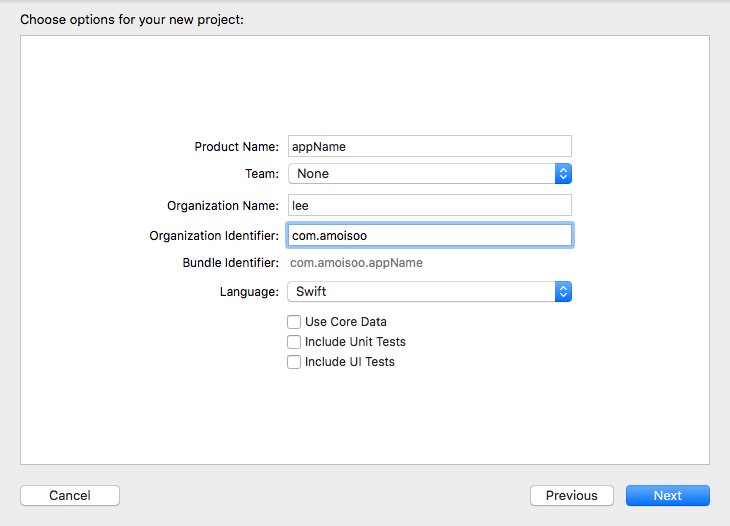 Choose options for your new project:
Product Name: appName
Team: None
Organization Name: lee
Organization Identifier: com.amoisoo
Bundle Identifier: com.amoisoo.appName
Language: Swift
Use Core Data
Include Unit Tests
Include UI Tests
Cancel Previous Next